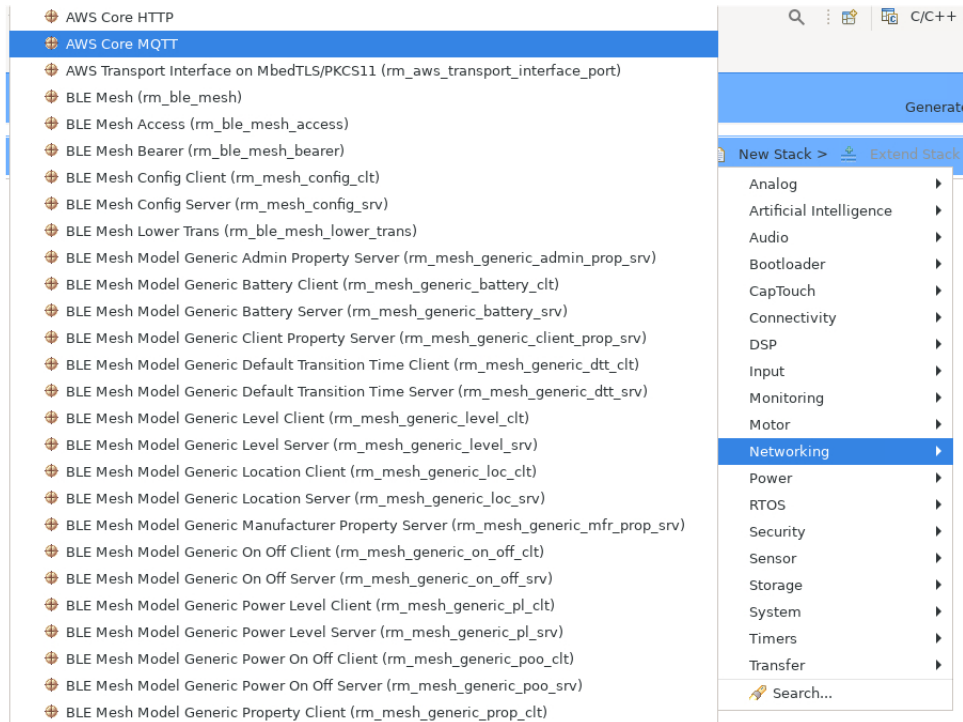 AWS Core HTTP
AWS Core MQTT
AWS Transport Interface on MbedTLS/PKCS11 (rm_aws_transport_interface_port)
BLE Mesh (rm_ble_mesh)
BLE Mesh Access (rm_ble_mesh_access)
BLE Mesh Bearer (rm_ble_mesh_bearer)
BLE Mesh Config Client (rm_mesh_config_clt)
BLE Mesh Config Server (rm_mesh_config_srv)
BLE Mesh Lower Trans (rm_ble_mesh_lower_trans)
BLE Mesh Model Generic Admin Property Server (rm_mesh_generic_admin_prop_srv)
BLE Mesh Model Generic Battery Client (rm_mesh_generic_battery_clt)
BLE Mesh Model Generic Battery Server (rm_mesh_generic_battery_srv)
BLE Mesh Model Generic Client Property Server (rm_mesh_generic_client_prop_srv)
BLE Mesh Model Generic Default Transition Time Client (rm_mesh_generic_dtt_clt)
BLE Mesh Model Generic Default Transition Time Server (rm_mesh_generic_dtt_srv)
BLE Mesh Model Generic Level Client (rm_mesh_generic_level_clt)
BLE Mesh Model Generic Level Server (rm_mesh_generic_level_srv)
BLE Mesh Model Generic Location Client (rm_mesh_generic_loc_clt)
BLE Mesh Model Generic Location Server (rm_mesh_generic_loc_srv)
BLE Mesh Model Generic Manufacturer Property Server (rm_mesh_generic_mfr_prop_srv)
BLE Mesh Model Generic On Off Client (rm_mesh_generic_on_off_clt)
BLE Mesh Model Generic On Off Server (rm_mesh_generic_on_off_srv)
BLE Mesh Model Generic Power Level Client (rm_mesh_generic_pl_clt)
BLE Mesh Model Generic Power Level Server (rm_mesh_generic_pl_srv)
BLE Mesh Model Generic Power On Off Client (rm_mesh_generic_poo_clt)
BLE Mesh Model Generic Power On Off Server (rm_mesh_generic_poo_srv)
BLE Mesh Model Generic Property Client (rm_mesh_generic_prop_clt)
C/C++
Generat
New Stack > Extend Stack
Analog
Artificial Intelligence
Audio
Bootloader
CapTouch
Connectivity
DSP
Input
Monitoring
Motor
Networking
Power
RTOS
Security
Sensor
Storage
System
Timers
Transfer
Search...